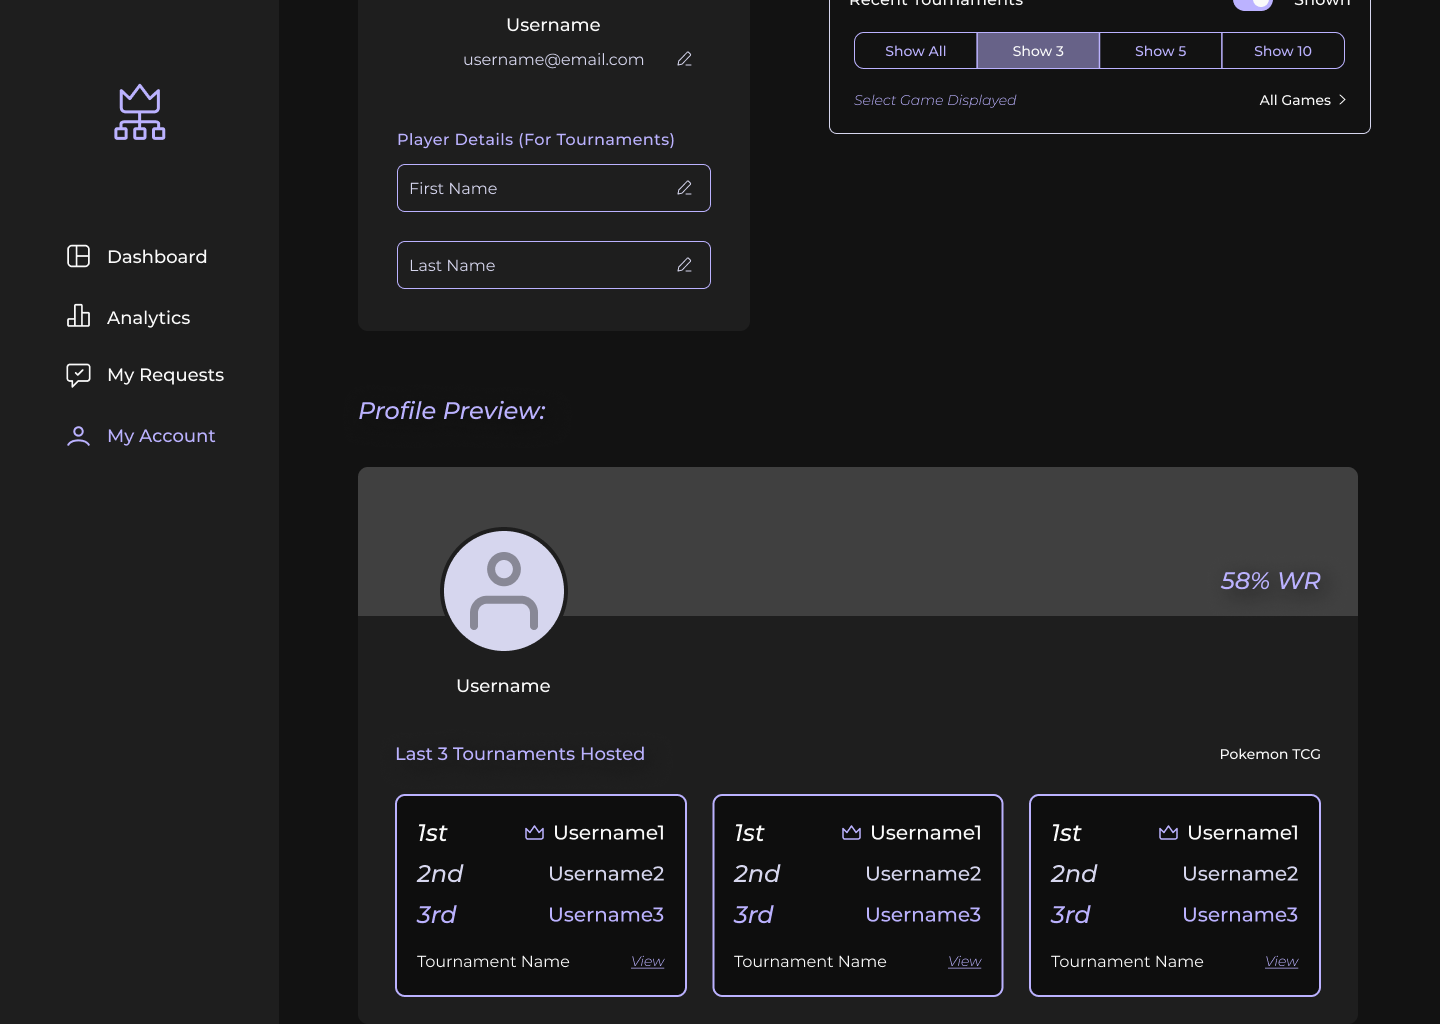 Dashboard
Analytics
My Requests
My Account
Username
username@email.com
Player Details (For Tournaments)
First Name
Last Name
Recent Tournaments
Shown
Show All
Show 3
Show 5
Show 10
Select Game Displayed
All Games
Profile Preview:
58% WR
Username
Last 3 Tournaments Hosted
Pokemon TCG
1st Username1
2nd Username2
3rd Username3
Tournament Name View
1st Username1
2nd Username2
3rd Username3
Tournament Name View
1st Username1
2nd Username2
3rd Username3
Tournament Name View